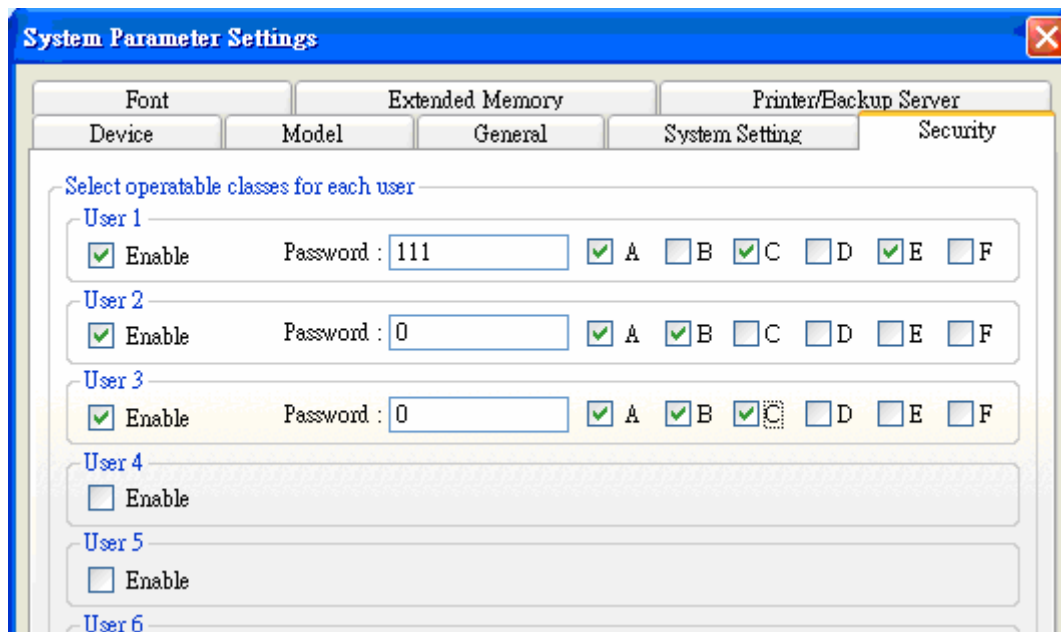 System Parameter Settings
Font Extended Memory Printer/Backup Server
Device Model General System Setting Security
Select operatable classes for each user
User 1
Enable Password : 111 A B C D E F
User 2
Enable Password : 0 A B C D E F
User 3
Enable Password : 0 A B C D E F
User 4
Enable
User 5
Enable
User 6